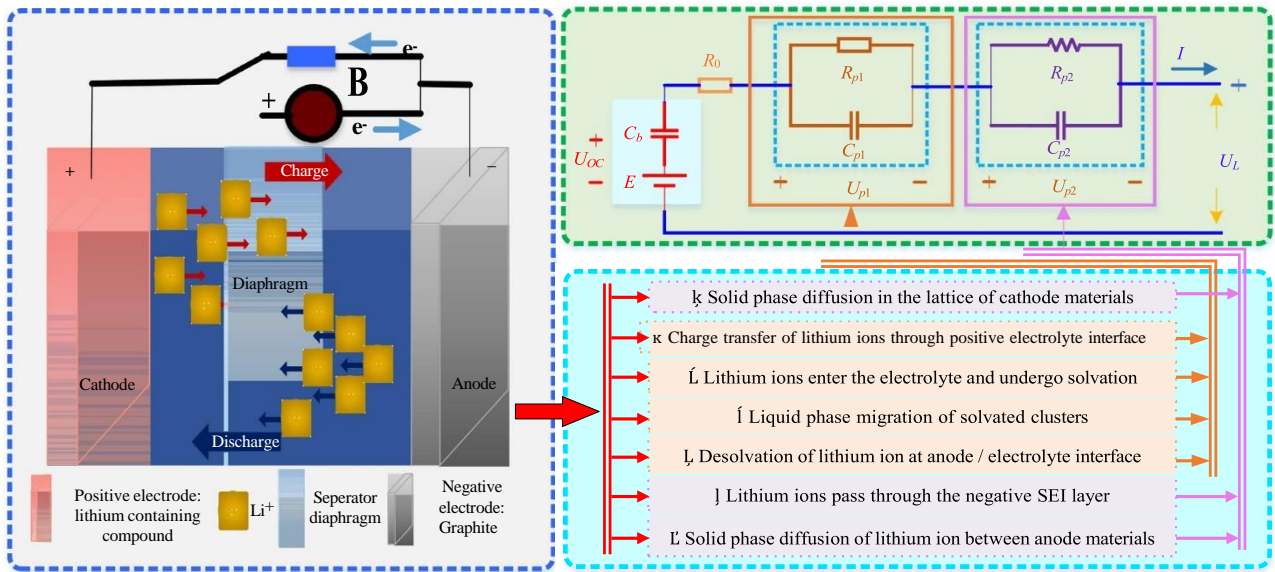 e-
B
+
e-
+
−
Charge
Diaphragm
Cathode
Anode
Discharge
Positive electrode:
lithium containing
compound
Li+
Seperator
diaphragm
Negative
electrode:
Graphite
R0
Rp1
Cp1
+ Up1 −
Rp2
Cp2
+ Up2 −
I
+
+
UOC
−
Cb
E
UL
ķ Solid phase diffusion in the lattice of cathode materials
ĸ Charge transfer of lithium ions through positive electrolyte interface
Ĺ Lithium ions enter the electrolyte and undergo solvation
ĺ Liquid phase migration of solvated clusters
Ļ Desolvation of lithium ion at anode / electrolyte interface
ļ Lithium ions pass through the negative SEI layer
Ľ Solid phase diffusion of lithium ion between anode materials